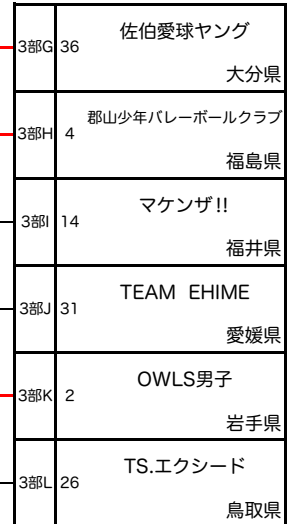 佐伯愛球ヤング
3部G 36
大分県
郡山少年バレーボールクラブ
3部H 4
福島県
マケンザ!!
3部I 14
福井県
TEAM EHIME
3部J 31
愛媛県
OWLS男子
3部K 2
岩手県
TS.エクシード
3部L 26
鳥取県